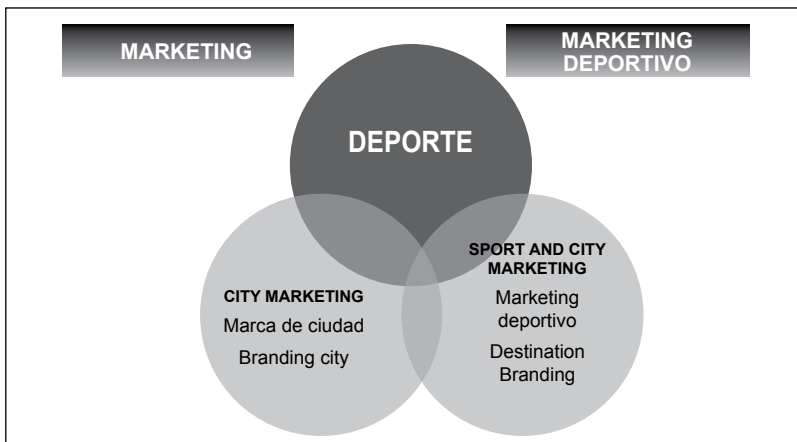 MARKETING
MARKETING
DEPORTIVO
DEPORTE
CITY MARKETING
Marca de ciudad
Branding city
SPORT AND CITY
MARKETING
Marketing
deportivo
Destination
Branding